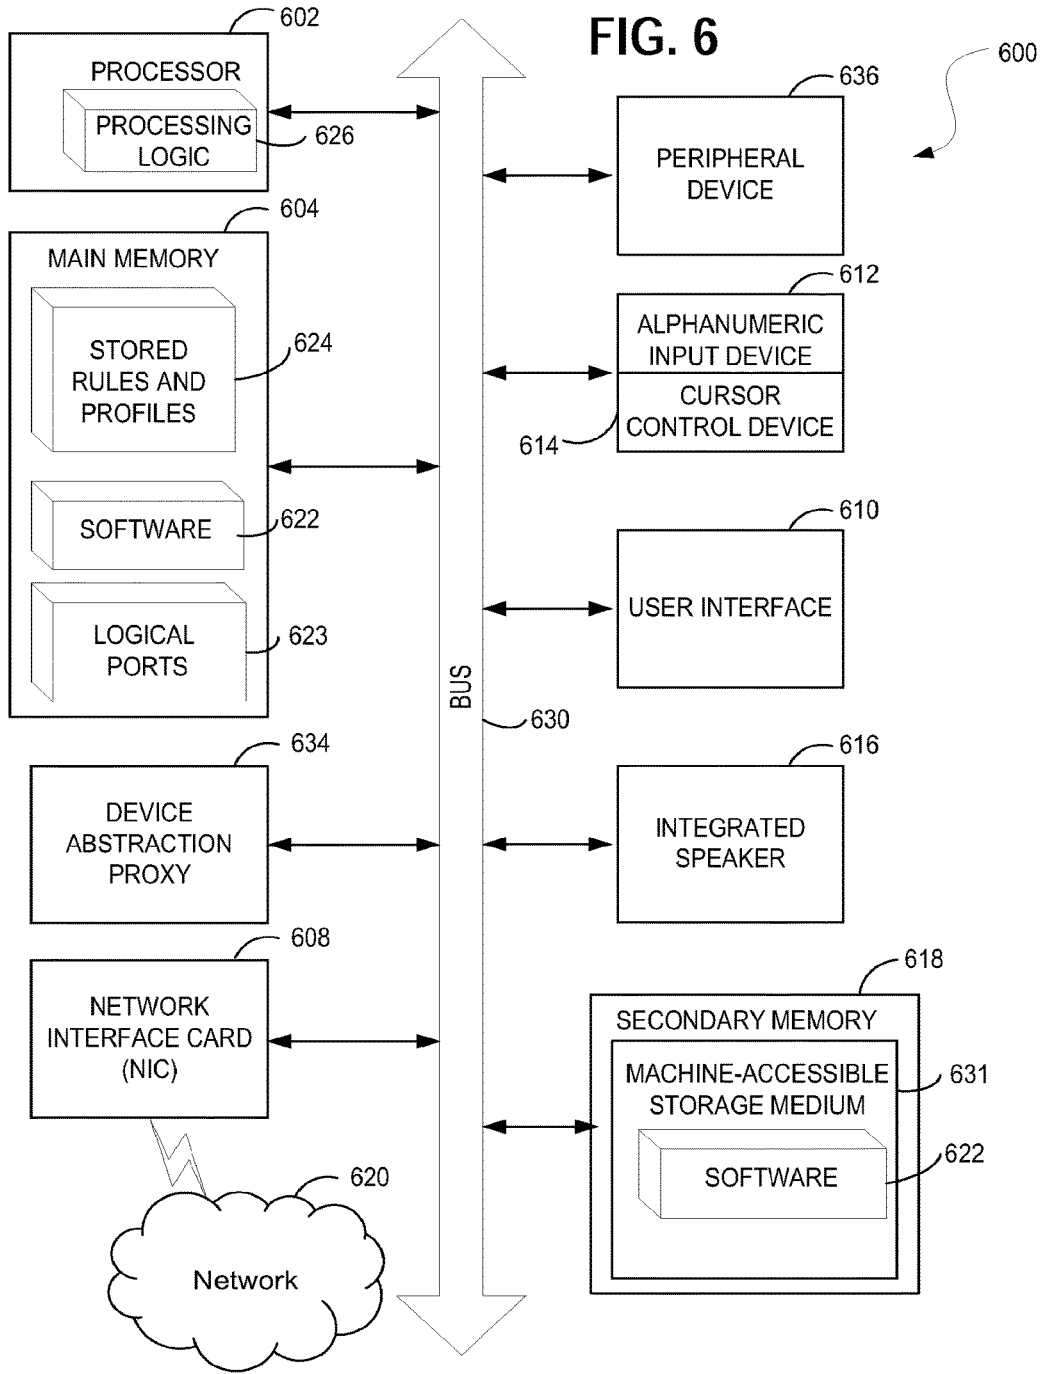 FIG. 6
600
602
PROCESSOR
PROCESSING
LOGIC
626
604
MAIN MEMORY
STORED
RULES AND
PROFILES
624
SOFTWARE
622
LOGICAL
PORTS
623
634
DEVICE
ABSTRACTION
PROXY
608
NETWORK
INTERFACE CARD
(NIC)
620
Network
BUS
630
636
PERIPHERAL
DEVICE
612
ALPHANUMERIC
INPUT DEVICE
CURSOR
CONTROL DEVICE
614
610
USER INTERFACE
616
INTEGRATED
SPEAKER
618
SECONDARY MEMORY
MACHINE-ACCESSIBLE
STORAGE MEDIUM
631
SOFTWARE
622